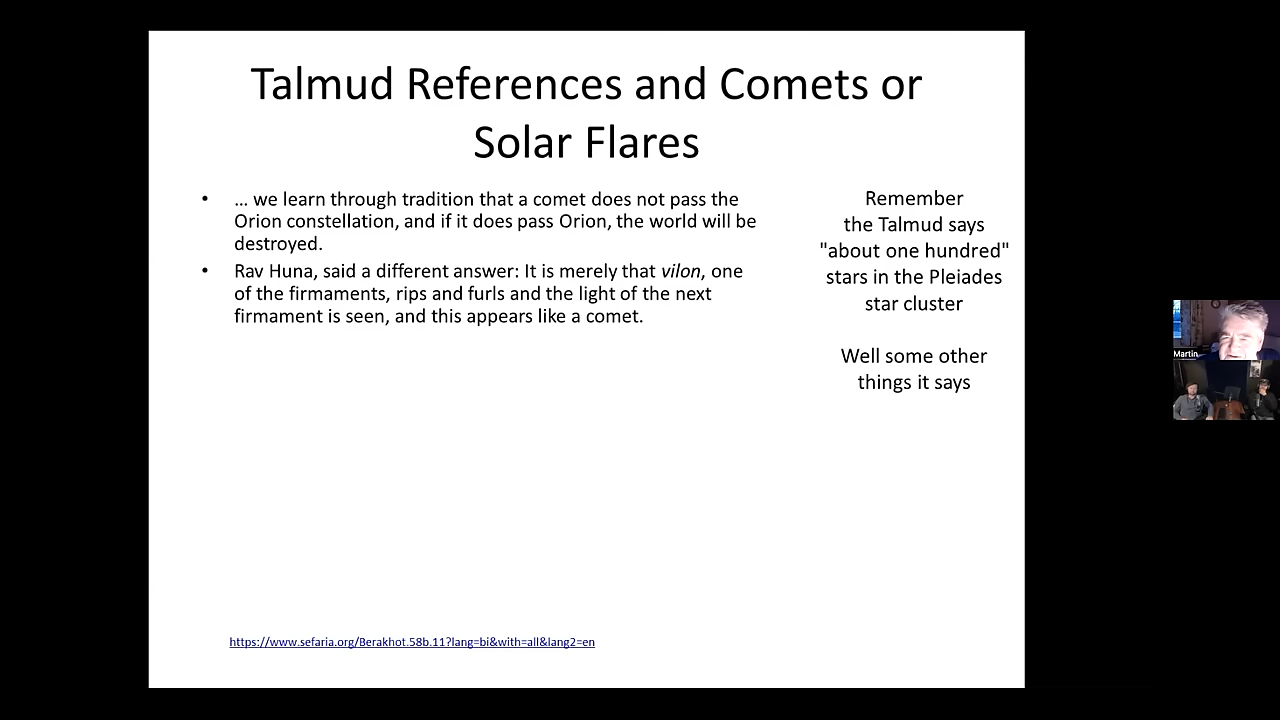 Talmud References and Comets or
Solar Flares
• … we learn through tradition that a comet does not pass the
Orion constellation, and if it does pass Orion, the world will be
destroyed.
• Rav Huna, said a different answer: It is merely that vilon, one
of the firmaments, rips and furls and the light of the next
firmament is seen, and this appears like a comet.
Remember
the Talmud says
"about one hundred"
stars in the Pleiades
star cluster
Well some other
things it says
https://www.sefaria.org/Berakhot.58b.11?lang=bi&with=all&lang2=en
Martin